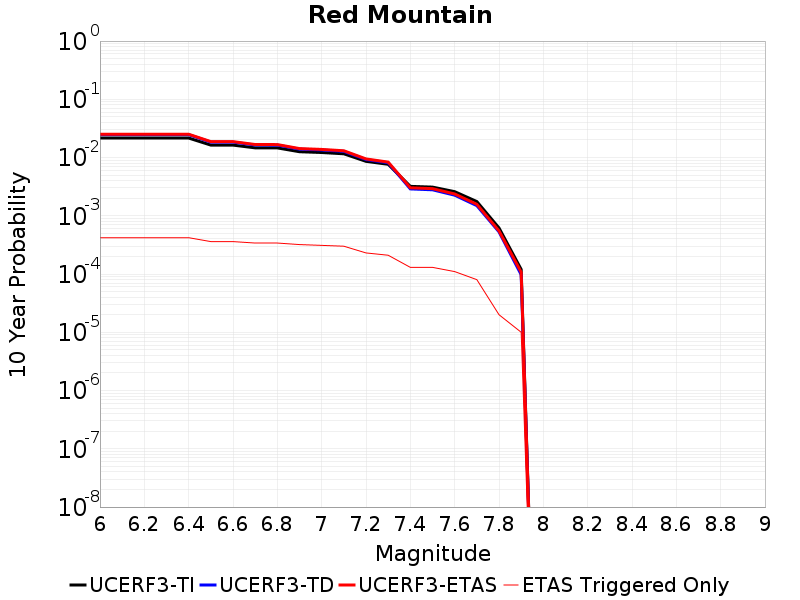 Red Mountain
10^0
10^-1
10^-2
10^-3
10^-4
10^-5
10^-6
10^-7
10^-8
10 Year Probability
6 6.2 6.4 6.6 6.8 7 7.2 7.4 7.6 7.8 8 8.2 8.4 8.6 8.8 9
Magnitude
UCERF3-TI UCERF3-TD UCERF3-ETAS ETAS Triggered Only